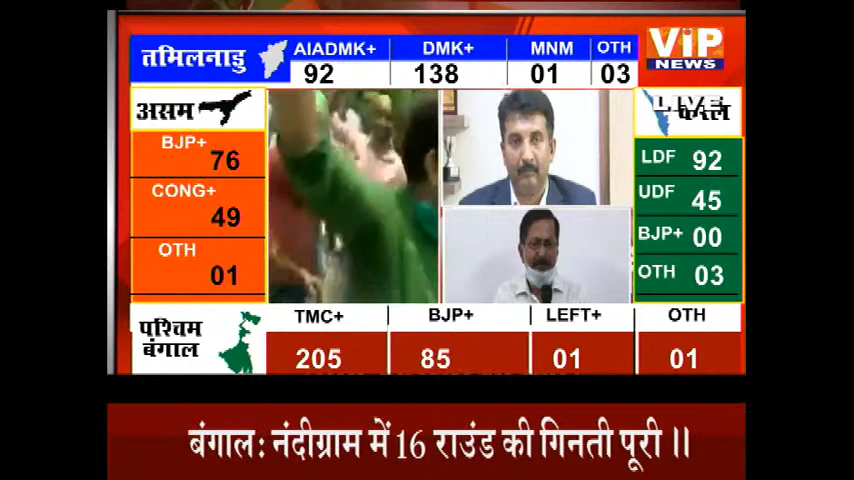 तमिलनाडु
AIADMK+ DMK+ MNM OTH
92 138 01 03
ViP
NEWS
LIVE
असम
BJP+
76
CONG+
49
OTH
01
LDF 92
UDF 45
BJP+ 00
OTH 03
पश्चिम
बंगाल
TMC+ BJP+ LEFT+ OTH
205 85 01 01
बंगाल: नंदीग्राम में 16 राउंड की गिनती पूरी ।।